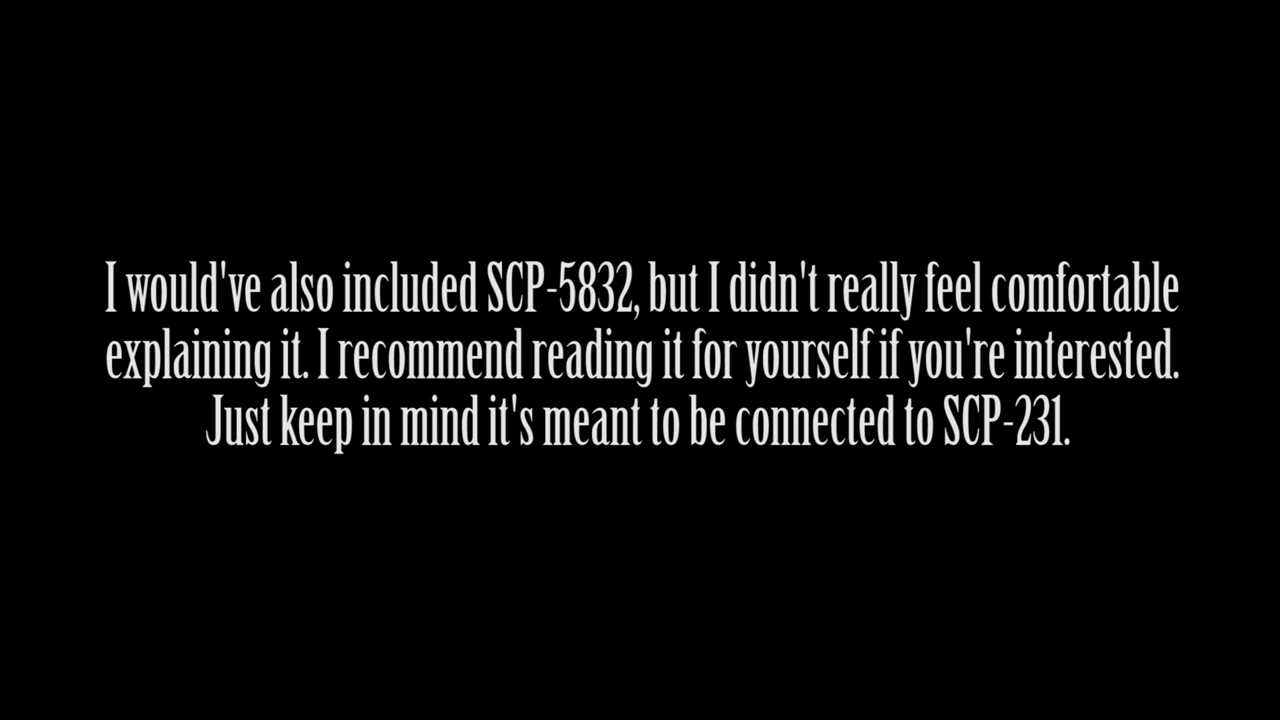 I would've also included SCP-5832, but I didn't really feel comfortable
explaining it. I recommend reading it for yourself if you're interested.
Just keep in mind it's meant to be connected to SCP-231.